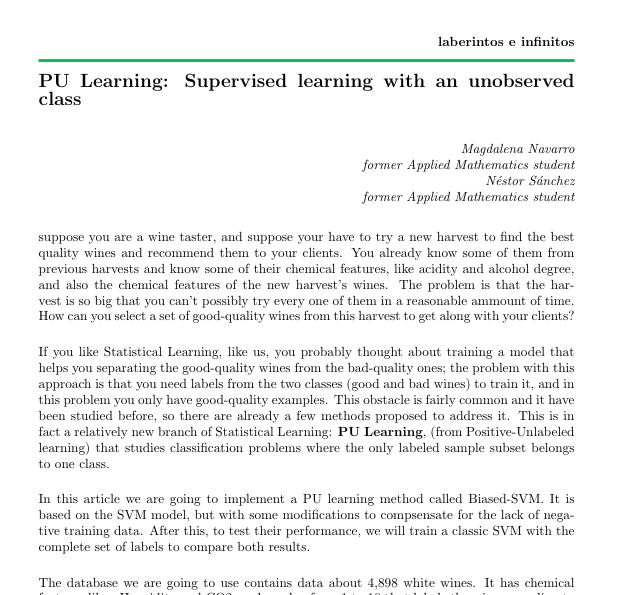 laberintos e infinitos
PU Learning: Supervised learning with an unobserved
class
Magdalena Navarro
former Applied Mathematics student
Néstor Sánchez
former Applied Mathematics student
suppose you are a wine taster, and suppose your have to try a new harvest to find the best
quality wines and recommend them to your clients. You already know some of them from
previous harvests and know some of their chemical features, like acidity and alcohol degree,
and also the chemical features of the new harvest's wines. The problem is that the har-
vest is so big that you can't possibly try every one of them in a reasonable ammount of time.
How can you select a set of good-quality wines from this harvest to get along with your clients?
If you like Statistical Learning, like us, you probably thought about training a model that
helps you separating the good-quality wines from the bad-quality ones; the problem with this
approach is that you need labels from the two classes (good and bad wines) to train it, and in
this problem you only have good-quality examples. This obstacle is fairly common and it have
been studied before, so there are already a few methods proposed to address it. This is in
fact a relatively new branch of Statistical Learning: PU Learning, (from Positive-Unlabeled
learning) that studies classification problems where the only labeled sample subset belongs
to one class.
In this article we are going to implement a PU learning method called Biased-SVM. It is
based on the SVM model, but with some modifications to compsensate for the lack of nega-
tive training data. After this, to test their performance, we will train a classic SVM with the
complete set of labels to compare both results.
The database we are going to use contains data about 4,898 white wines. It has chemical